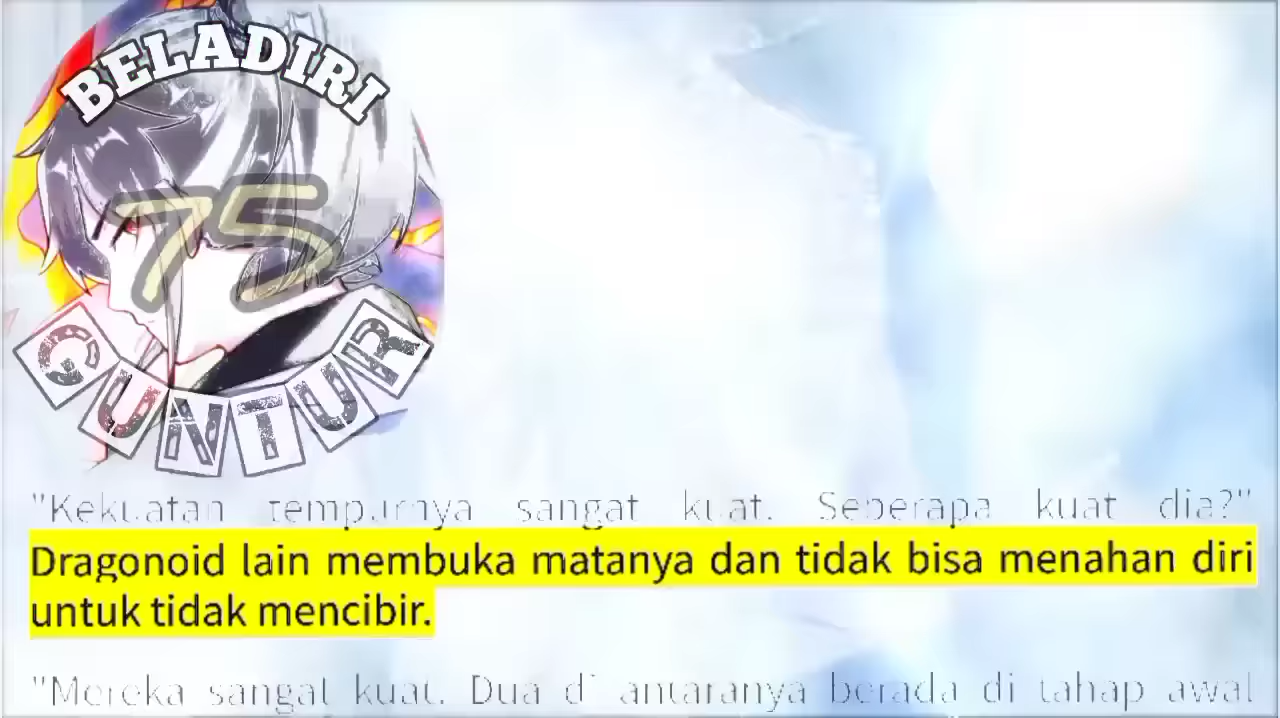 BELADIRI
75
GUNTUR
"Kekuatan tempurnya sangat kuat. Seberapa kuat dia?"
Dragonoid lain membuka matanya dan tidak bisa menahan diri
untuk tidak mencibir.
"Mereka sangat kuat. Dua di antaranya berada di tahap awal